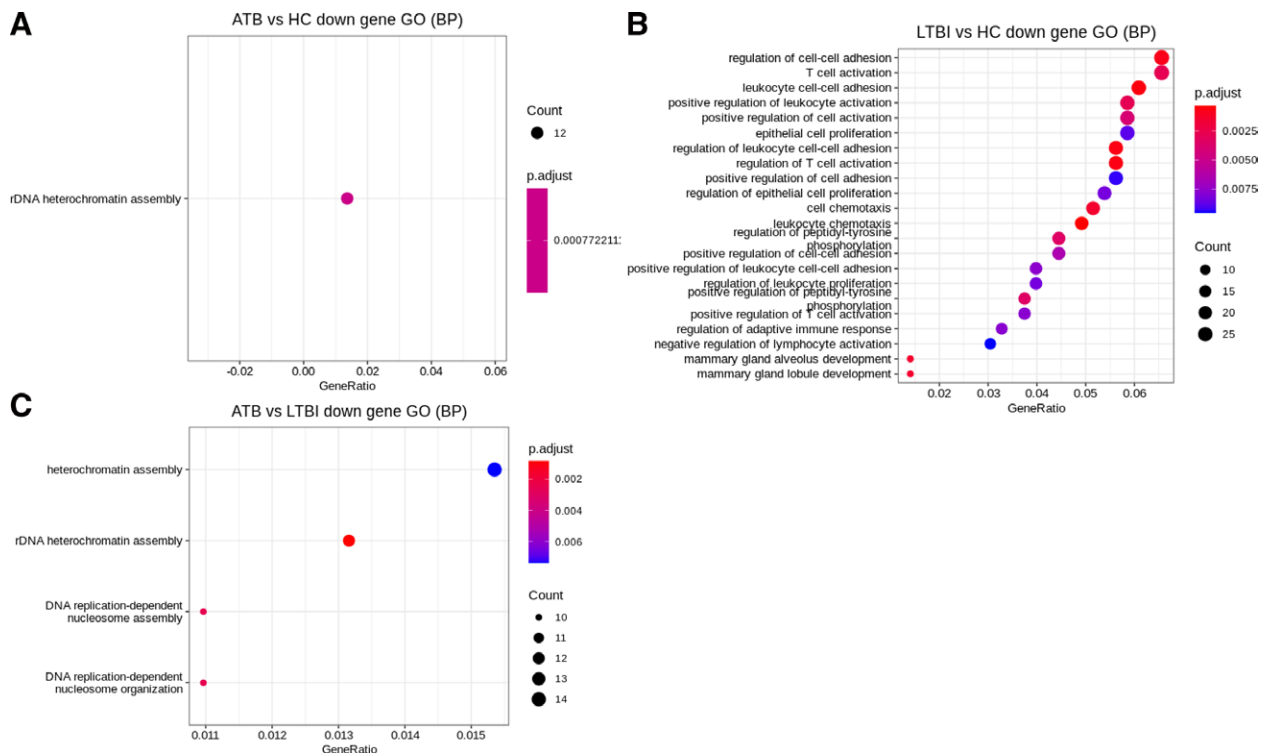 A
ATB vs HC down gene GO (BP)
rDNA heterochromatin assembly
-0.02
0.00
0.02
0.04
0.06
GeneRatio
Count
12
p.adjust
B
LTBI vs HC down gene GO (BP)
regulation of cell-cell adhesion
T cell activation
leukocyte cell-cell adhesion
positive regulation of leukocyte activation
positive regulation of cell activation
epithelial cell proliferation
regulation of leukocyte cell-cell adhesion
regulation of T cell activation
positive regulation of cell adhesion
regulation of epithelial cell proliferation
cell chemotaxis
leukocyte chemotaxis
regulation of peptidyl-tyrosine
phosphorylation
positive regulation of cell-cell adhesion
positive regulation of leukocyte cell-cell adhesion
regulation of leukocyte proliferation
positive regulation of peptidyl-tyrosine
phosphorylation
positive regulation of T cell activation
regulation of adaptive immune response
negative regulation of lymphocyte activation
mammary gland alveolus development
mammary gland lobule development
0.02
0.03
0.04
0.05
0.06
GeneRatio
p.adjust
0.0025
0.0050
0.0075
Count
10
15
20
25
C
ATB vs LTBI down gene GO (BP)
heterochromatin assembly
rDNA heterochromatin assembly
DNA replication-dependent
nucleosome assembly
DNA replication-dependent
nucleosome organization
0.011
0.012
0.013
0.014
0.015
GeneRatio
p.adjust
0.002
0.004
0.006
Count
10
11
12
13
14